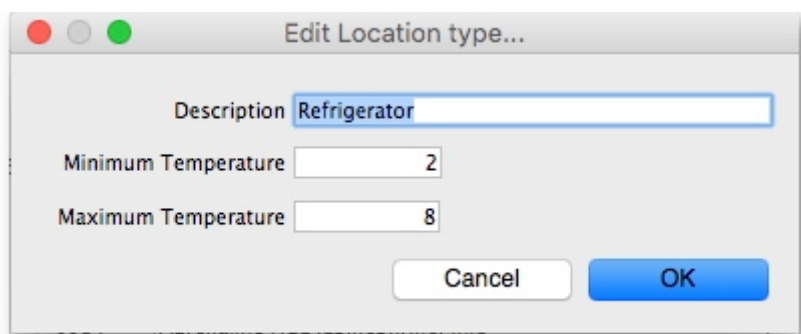 Edit Location type...
Description Refrigerator
Minimum Temperature 2
Maximum Temperature 8
Cancel OK